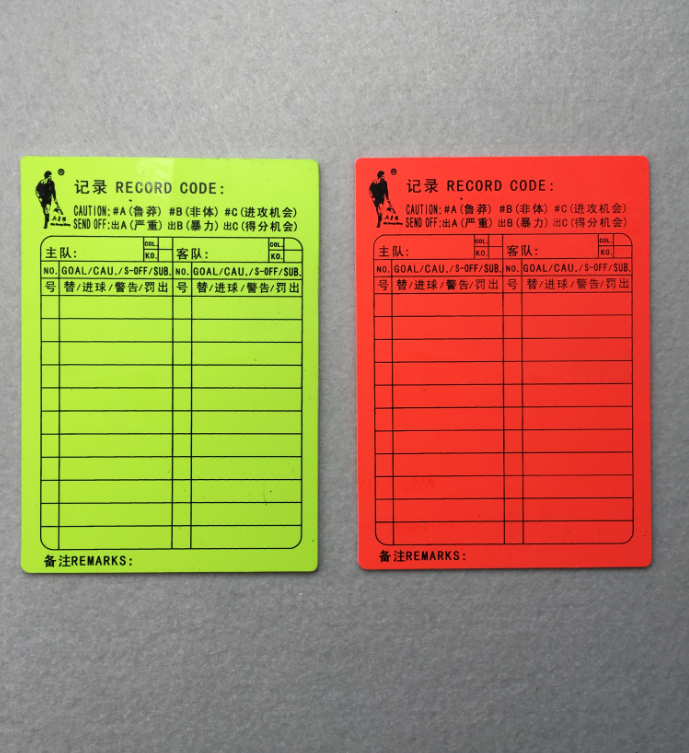 ®
记录 RECORD CODE:
CAUTION: #A(鲁莽) #B(非体) #C(进攻机会)
SEND OFF: 出A(严重) 出B(暴力) 出C(得分机会)
主队: COL. KO. 客队: COL. KO.
NO. GOAL/CAU./S-OFF/SUB. NO. GOAL/CAU./S-OFF/SUB.
号 替/进球/警告/罚出 号 替/进球/警告/罚出
备注REMARKS:
®
记录 RECORD CODE:
CAUTION: #A(鲁莽) #B(非体) #C(进攻机会)
SEND OFF: 出A(严重) 出B(暴力) 出C(得分机会)
主队: COL. KO. 客队: COL. KO.
NO. GOAL/CAU./S-OFF/SUB. NO. GOAL/CAU./S-OFF/SUB.
号 替/进球/警告/罚出 号 替/进球/警告/罚出
备注REMARKS: